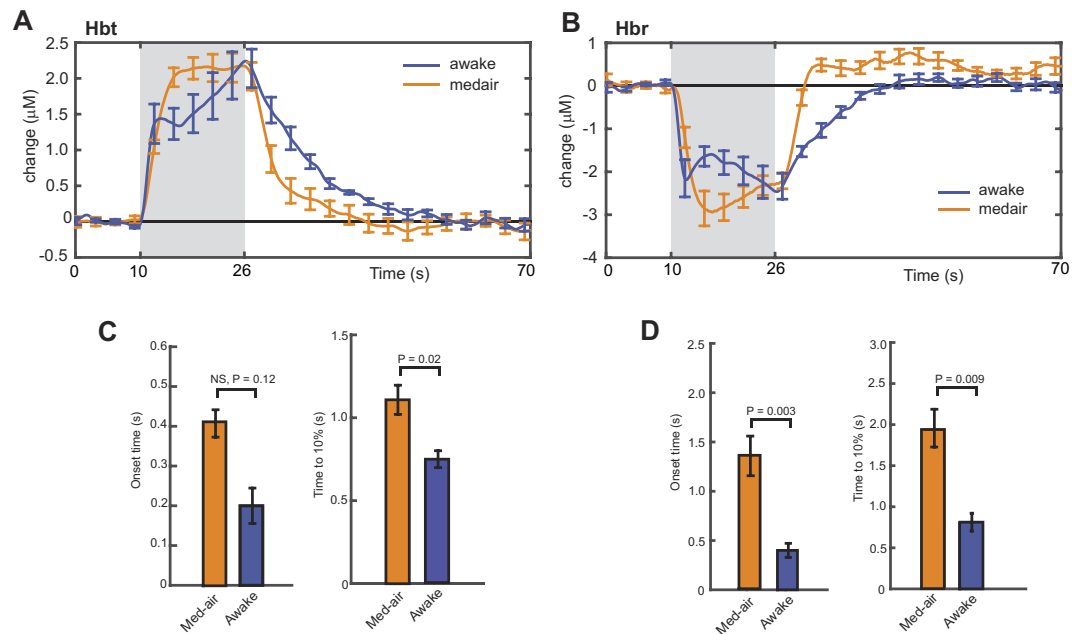 A
Hbt
2.5
2.0
1.5
1.0
0.5
0
-0.5
change (µM)
awake
medair
0
10
26
Time (s)
70
B
Hbr
1
0
-1
-2
-3
-4
change (µM)
awake
medair
0
10
26
Time (s)
70
C
0.6
0.5
0.4
0.3
0.2
0.1
0
Onset time (s)
NS, P = 0.12
Med-air
Awake
1.5
1.0
0.5
0
Time to 10% (s)
P = 0.02
Med-air
Awake
D
2.5
2.0
1.5
1.0
0.5
0
Onset time (s)
P = 0.003
Med-air
Awake
3.0
2.5
2.0
1.5
1.0
0.5
0
Time to 10% (s)
P = 0.009
Med-air
Awake